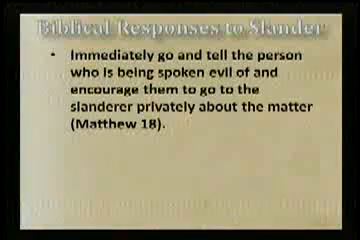 Biblical Responses to Slander
• Immediately go and tell the person
who is being spoken evil of and
encourage them to go to the
slanderer privately about the matter
(Matthew 18).